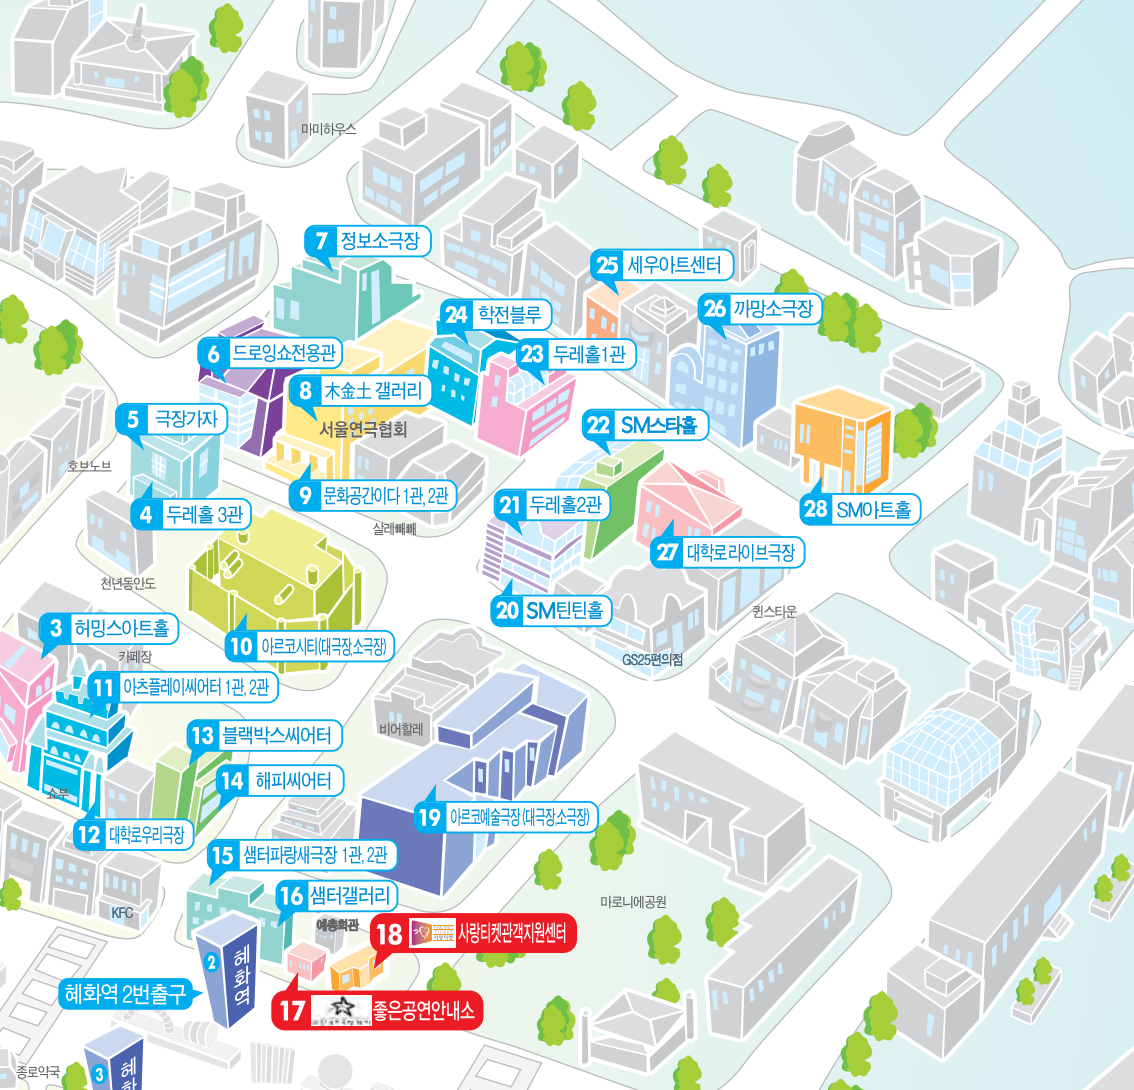 마미하우스
7 정보소극장
25 세우아트센터
24 학전블루
26 까망소극장
6 드로잉쇼전용관
23 두레홀1관
8 木金土 갤러리
5 극장가자
22 SM스타홀
서울연극협회
호보노보
9 문화공간이다 1관, 2관
21 두레홀2관
28 SM아트홀
4 두레홀 3관
살레빼빼
27 대학로라이브극장
천년동안도
20 SM틴틴홀
퀸스타운
3 허밍스아트홀
10 아르코시티(대극장,소극장)
카페장
GS25편의점
11 아츠플레이씨어터 1관, 2관
비어할레
13 블랙박스씨어터
14 해피씨어터
쇼부
19 아르코예술극장(대극장,소극장)
12 대학로우리극장
15 샘터파랑새극장 1관, 2관
16 샘터갤러리
마로니에공원
KFC
예총회관
18 사랑티켓관객지원센터
2 혜화역
혜화역 2번출구
17 좋은공연안내소
3 혜화
종로약국